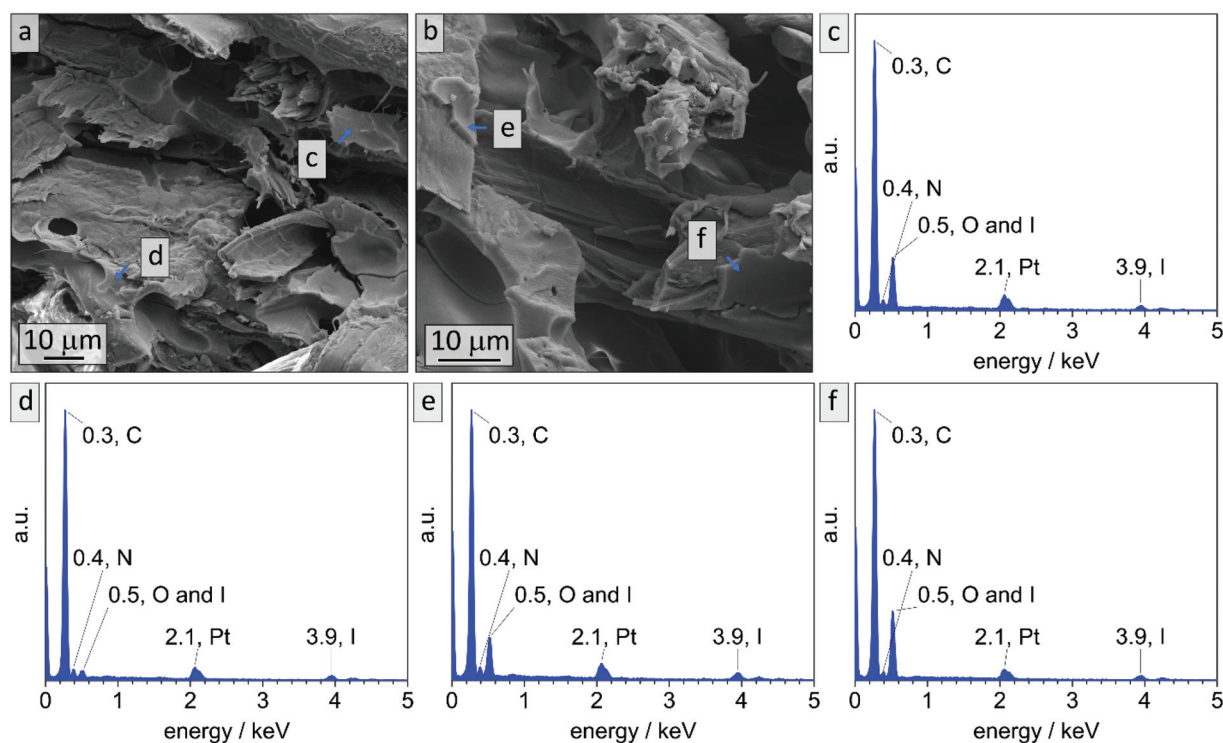 a
c
d
10 μm
b
e
f
10 μm
c
0.3, C
0.4, N
0.5, O and I
2.1, Pt
3.9, I
a.u.
0 1 2 3 4 5
energy / keV
d
0.3, C
0.4, N
0.5, O and I
2.1, Pt
3.9, I
a.u.
0 1 2 3 4 5
energy / keV
e
0.3, C
0.4, N
0.5, O and I
2.1, Pt
3.9, I
a.u.
0 1 2 3 4 5
energy / keV
f
0.3, C
0.4, N
0.5, O and I
2.1, Pt
3.9, I
a.u.
0 1 2 3 4 5
energy / keV